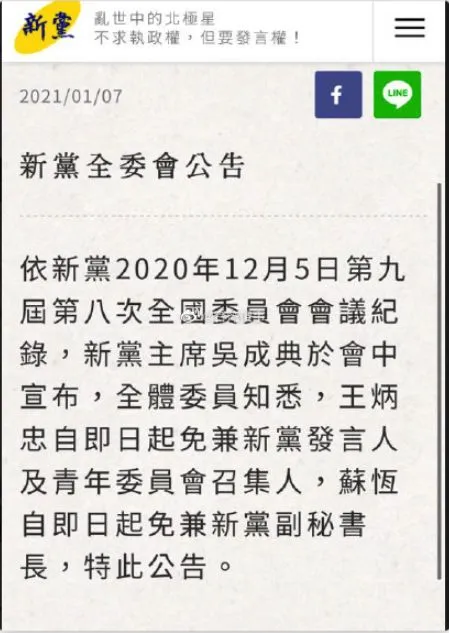 新黨
亂世中的北極星
不求執政權，但要發言權！
2021/01/07
f
LINE
新黨全委會公告
依新黨2020年12月5日第九
屆第八次全國委員會會議紀
錄，新黨主席吳成典於會中
宣布，全體委員知悉，王炳
忠自即日起免兼新黨發言人
及青年委員會召集人，蘇恆
自即日起免兼新黨副秘書
長，特此公告。